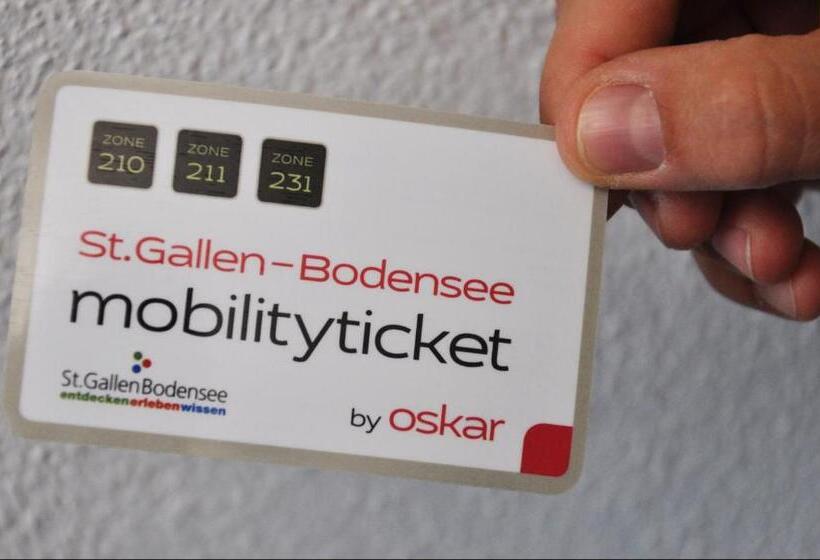 ZONE 210
ZONE 211
ZONE 231
St.Gallen–Bodensee
mobilityticket
St.GallenBodensee
entdeckenerlebenwissen
by oskar